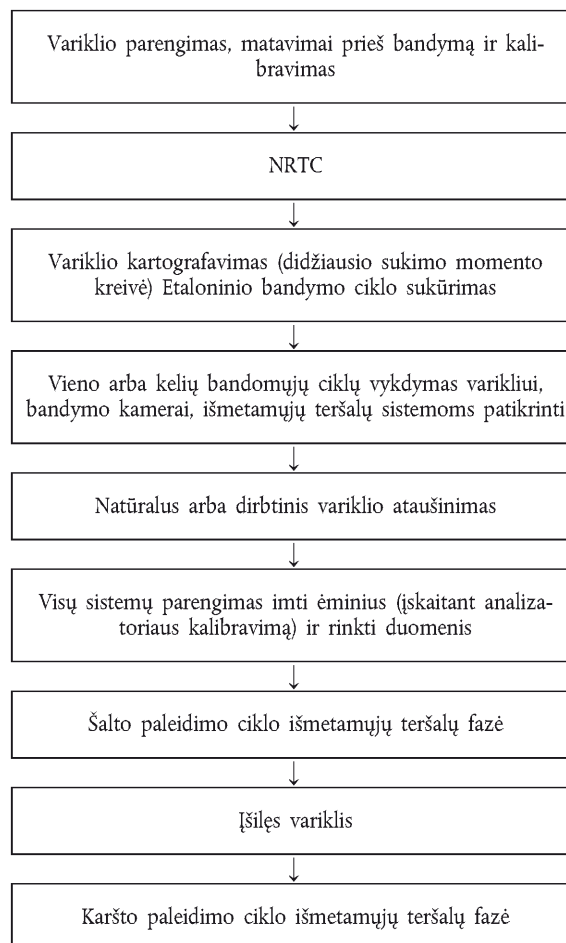 Variklio parengimas, matavimai prieš bandymą ir kali-
bravimas
↓
NRTC
↓
Variklio kartografavimas (didžiausio sukimo momento
kreivė) Etaloninio bandymo ciklo sukūrimas
↓
Vieno arba kelių bandomųjų ciklų vykdymas varikliui,
bandymo kamerai, išmetamųjų teršalų sistemoms patikrinti
↓
Natūralus arba dirbtinis variklio ataušinimas
↓
Visų sistemų parengimas imti ėminius (įskaitant analiza-
toriaus kalibravimą) ir rinkti duomenis
↓
Šalto paleidimo ciklo išmetamųjų teršalų fazė
↓
Įšilęs variklis
↓
Karšto paleidimo ciklo išmetamųjų teršalų fazė